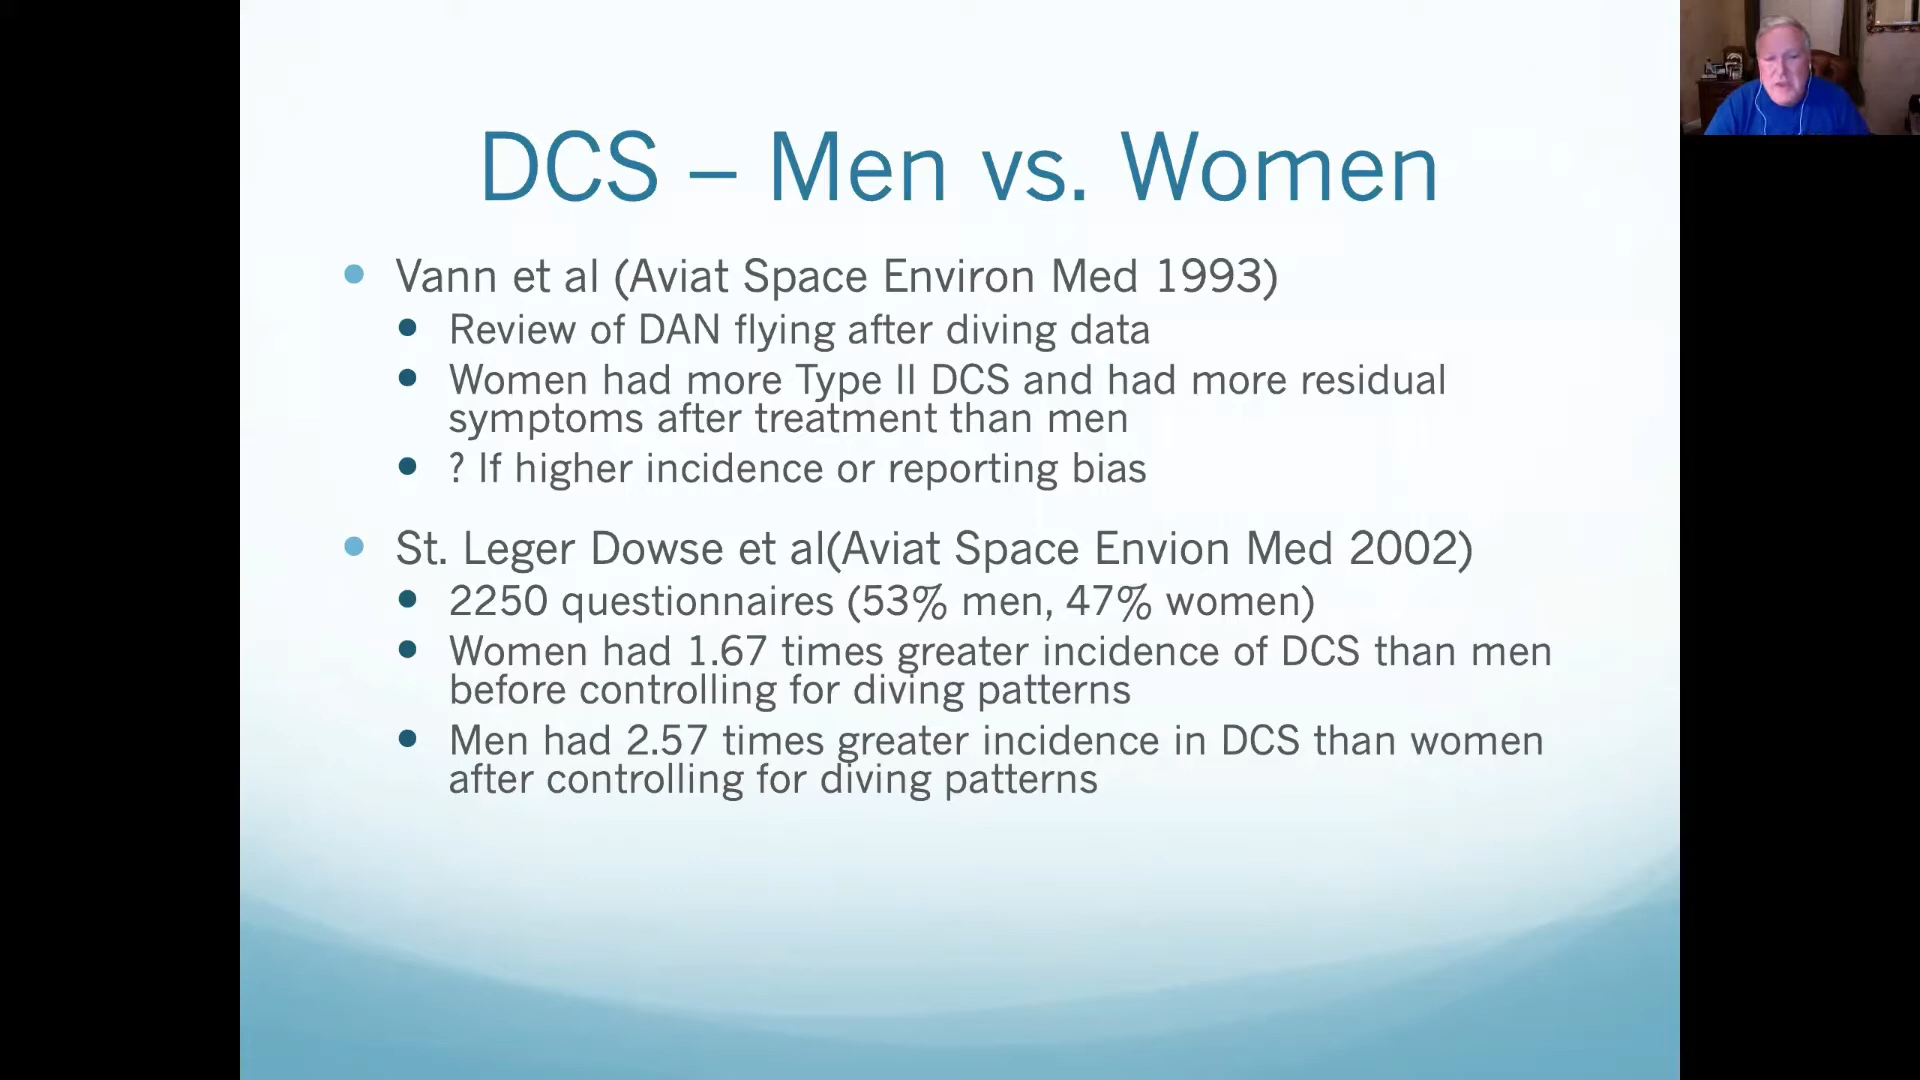 DCS – Men vs. Women
Vann et al (Aviat Space Environ Med 1993)
Review of DAN flying after diving data
Women had more Type II DCS and had more residual
symptoms after treatment than men
? If higher incidence or reporting bias
St. Leger Dowse et al(Aviat Space Envion Med 2002)
2250 questionnaires (53% men, 47% women)
Women had 1.67 times greater incidence of DCS than men
before controlling for diving patterns
Men had 2.57 times greater incidence in DCS than women
after controlling for diving patterns